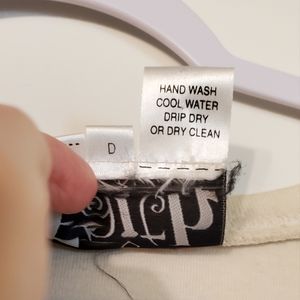 HAND WASH
COOL WATER
DRIP DRY
OR DRY CLEAN
D